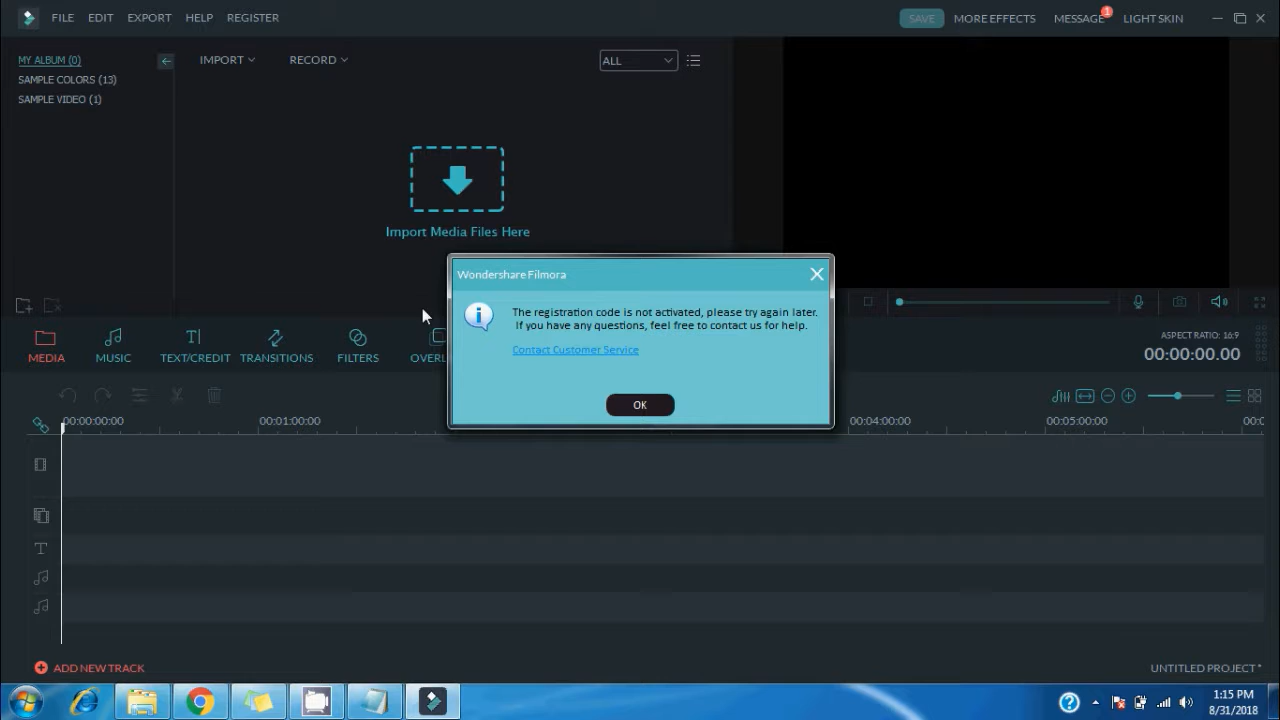 FILE EDIT EXPORT HELP REGISTER SAVE MORE EFFECTS MESSAGE 1 LIGHT SKIN
MY ALBUM (0)
SAMPLE COLORS (13)
SAMPLE VIDEO (1)
IMPORT RECORD ALL
Import Media Files Here
Wondershare Filmora
The registration code is not activated, please try again later.
If you have any questions, feel free to contact us for help.
Contact Customer Service
OK
MEDIA MUSIC TEXT/CREDIT TRANSITIONS FILTERS OVERL
ASPECT RATIO: 16:9
00:00:00.00
00:00:00:00 00:01:00:00 00:04:00:00 00:05:00:00 00:0
T
ADD NEW TRACK UNTITLED PROJECT*
1:15 PM
8/31/2018